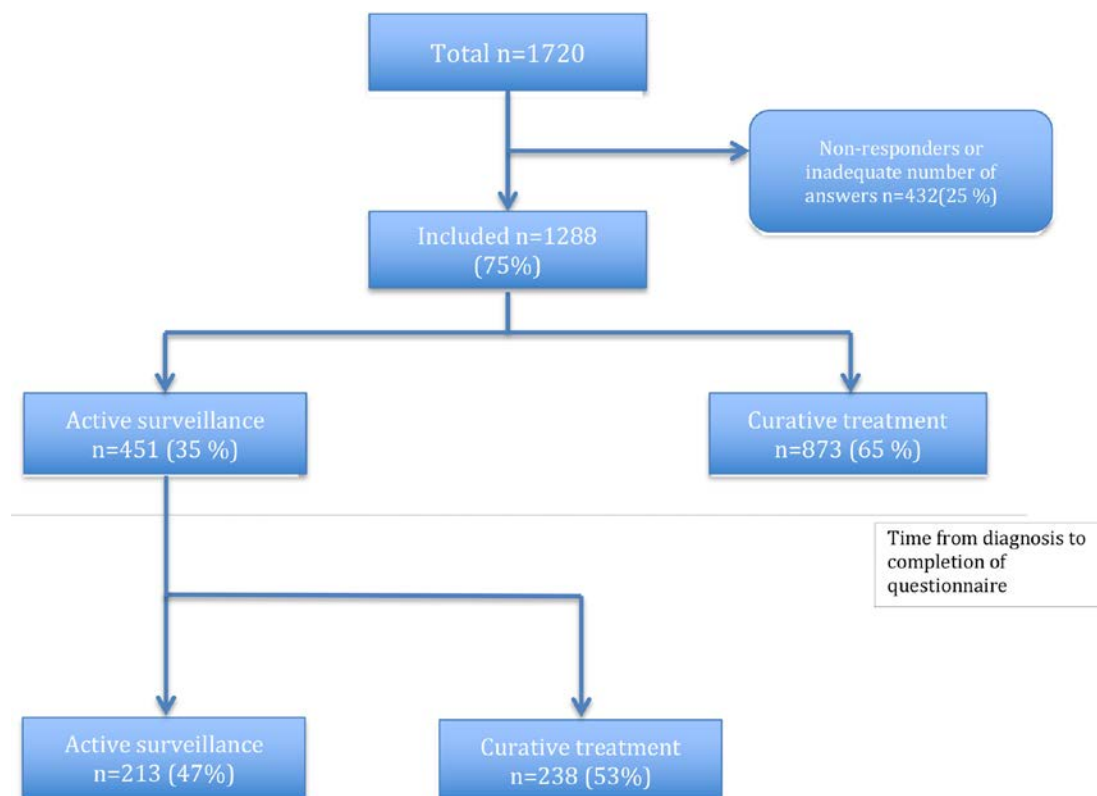 Total n=1720
Non-responders or
inadequate number of
answers n=432(25 %)
Included n=1288
(75%)
Active surveillance
n=451 (35 %)
Curative treatment
n=873 (65 %)
Time from diagnosis to
completion of
questionnaire
Active surveillance
n=213 (47%)
Curative treatment
n=238 (53%)